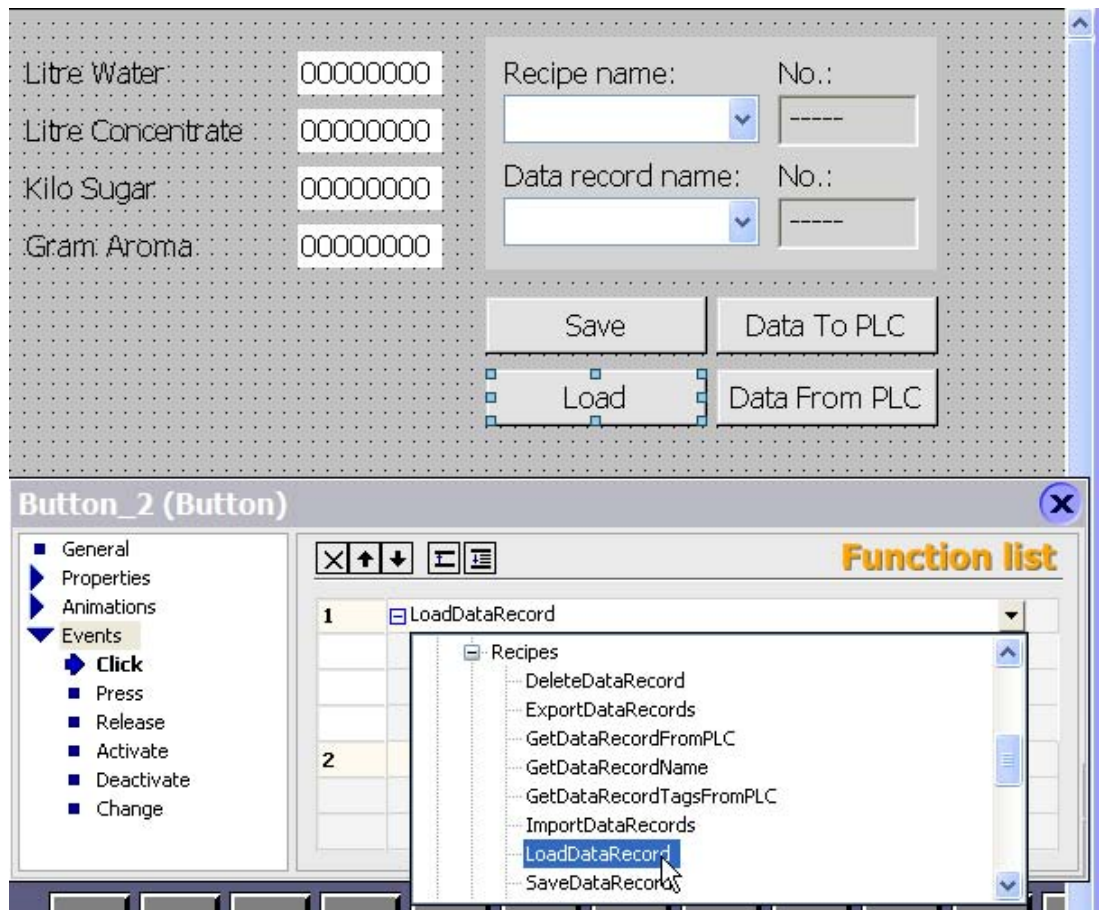 Litre Water
00000000
Recipe name:
No.:
-----
Litre Concentrate
00000000
Kilo Sugar
00000000
Data record name:
No.:
-----
Gram Aroma
00000000
Save
Data To PLC
Load
Data From PLC
Button_2 (Button)
General
Properties
Animations
Events
Click
Press
Release
Activate
Deactivate
Change
Function list
1
LoadDataRecord
Recipes
DeleteDataRecord
ExportDataRecords
GetDataRecordFromPLC
2
GetDataRecordName
GetDataRecordTagsFromPLC
ImportDataRecords
LoadDataRecord
SaveDataRecord